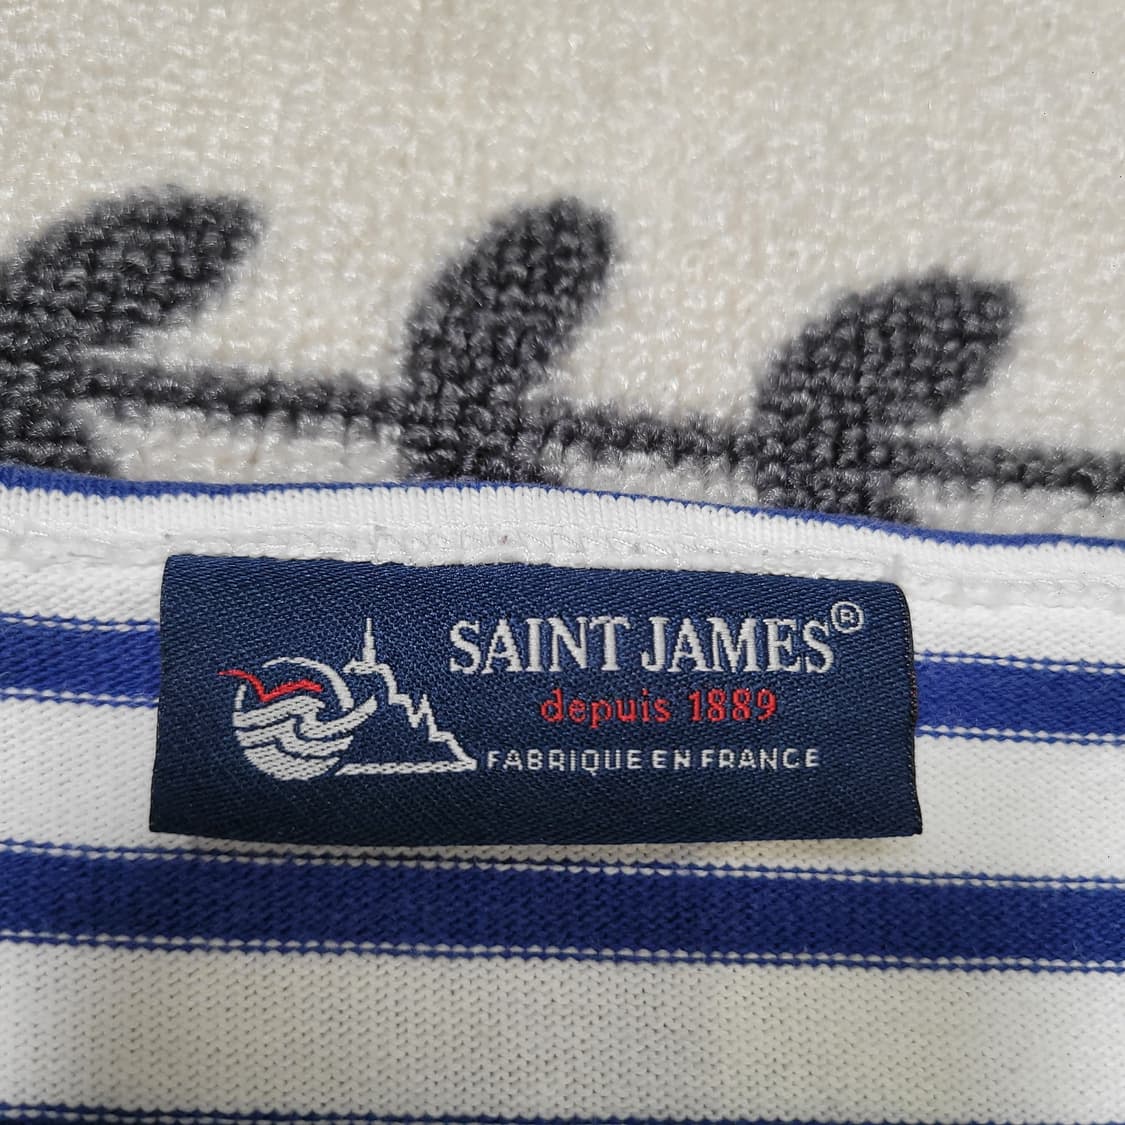 SAINT JAMES®
depuis 1889
FABRIQUE EN FRANCE